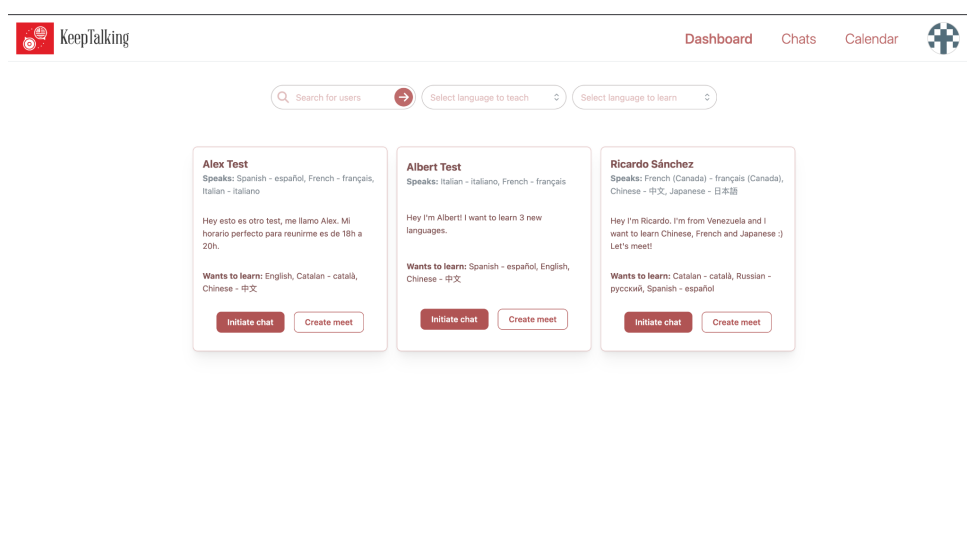 KeepTalking
Dashboard
Chats
Calendar
Search for users
Select language to teach
Select language to learn
Alex Test
Speaks: Spanish - español, French - français,
Italian - italiano
Hey esto es otro test, me llamo Alex. Mi
horario perfecto para reunirme es de 18h a
20h.
Wants to learn: English, Catalan - català,
Chinese - 中文
Initiate chat
Create meet
Albert Test
Speaks: Italian - italiano, French - français
Hey I'm Albert! I want to learn 3 new
languages.
Wants to learn: Spanish - español, English,
Chinese - 中文
Initiate chat
Create meet
Ricardo Sánchez
Speaks: French (Canada) - français (Canada),
Chinese - 中文, Japanese - 日本語
Hey I'm Ricardo. I'm from Venezuela and I
want to learn Chinese, French and Japanese :)
Let's meet!
Wants to learn: Catalan - català, Russian -
русский, Spanish - español
Initiate chat
Create meet